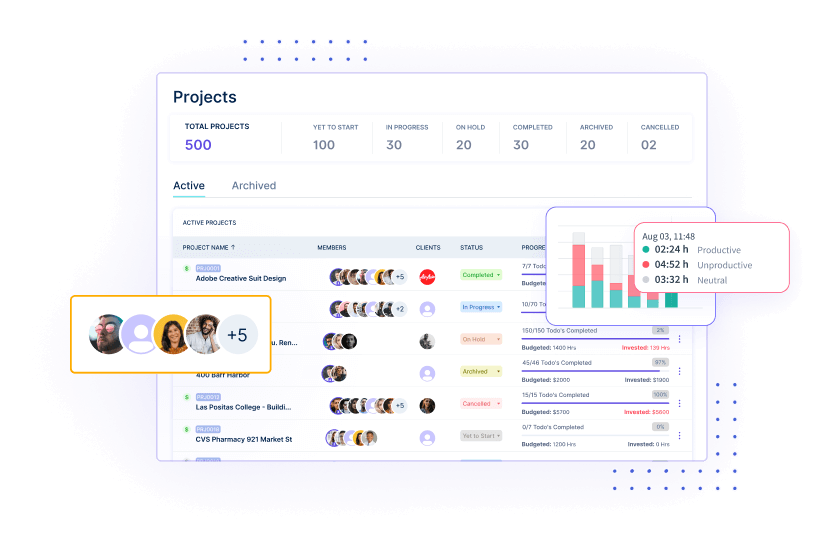 Projects
TOTAL PROJECTS
500
YET TO START
100
IN PROGRESS
30
ON HOLD
20
COMPLETED
30
ARCHIVED
20
CANCELLED
02
Active
Archived
ACTIVE PROJECTS
PROJECT NAME ↑ MEMBERS CLIENTS STATUS PROGRE
PRJ0001
Adobe Creative Suit Design
+5
Completed
7/7 Todo
Budgete
+2
In Progress
10/70 To
u. Ren...
On Hold
150/150 Todo's Completed
2%
Budgeted: 1400 Hrs
Invested: 139 Hrs
400 Barr Harbor
Archived
45/46 Todo's Completed
97%
Budgeted: $2000
Invested: $1900
Las Positas College - Buildi...
+5
Cancelled
15/15 Todo's Completed
100%
Budgeted: $5700
Invested: $5800
CVS Pharmacy 921 Market St
Yet to Start
0/7 Todo's Completed
0%
Budgeted: 1200 Hrs
Invested: 0 Hrs
+5
Aug 03, 11:48
02:24 h Productive
04:52 h Unproductive
03:32 h Neutral